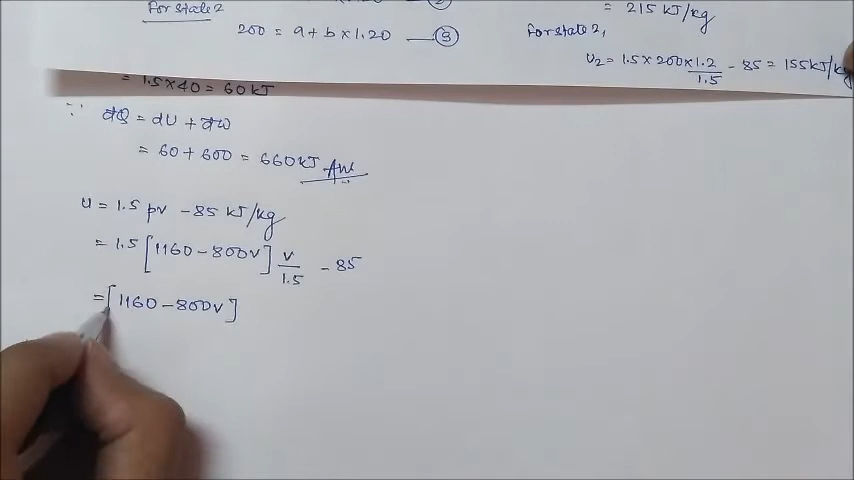 For state 2
200 = a + b × 1.20 — ③
= 215 kJ/kg
For state 2,
u₂ = 1.5 × 200 × 1.2/1.5 - 85 = 155 kJ/kg
= 1.5 × 40 = 60 kJ
∵ đQ = dU + đW
= 60 + 600 = 660 kJ Ans
u = 1.5 pv - 85 kJ/kg
= 1.5 [1160 - 800v] v/1.5 - 85
= [1160 - 800v]